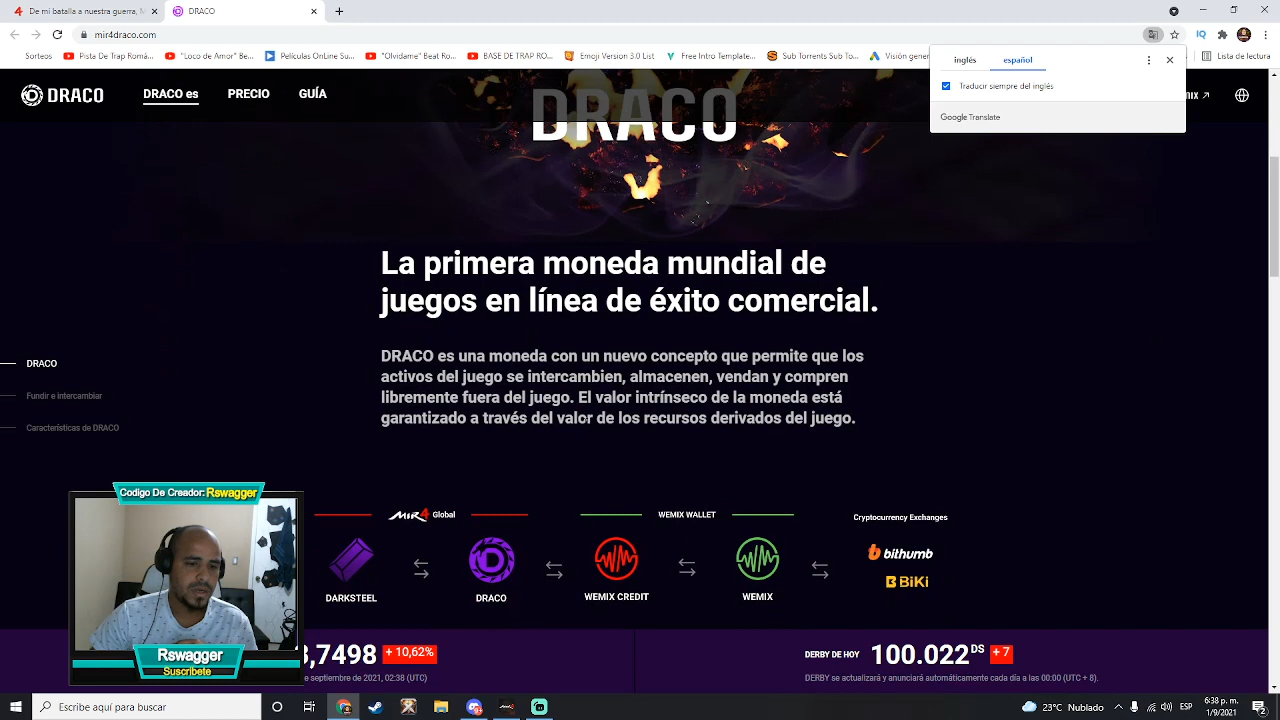 De mi batalla a nuestra guerra, M
DRACO
mir4draco.com
Sorteos
Pista De Trap Romá...
"Loco de Amor" Be...
Películas Online Su...
"Olvidame" Beat Ro...
BASE DE TRAP RO...
Emoji Version 3.0 List
Free Intro Template...
Sub Torrents Sub To...
Visión gener
Lista de lectura
inglés
español
Traducir siempre del inglés
Google Translate
DRACO
DRACO es
PRECIO
GUÍA
DRACO
La primera moneda mundial de
juegos en línea de éxito comercial.
DRACO es una moneda con un nuevo concepto que permite que los
activos del juego se intercambien, almacenen, vendan y compren
libremente fuera del juego. El valor intrínseco de la moneda está
garantizado a través del valor de los recursos derivados del juego.
DRACO
Fundir e intercambiar
Características de DRACO
Codigo De Creador: Rswagger
Rswagger
Suscribete
MIR4 Global
WEMIX WALLET
Cryptocurrency Exchanges
bithumb
BiKi
DARKSTEEL
DRACO
WEMIX CREDIT
WEMIX
,7498 + 10,62%
e septiembre de 2021, 02:38 (UTC)
DERBY DE HOY 100.022 DS + 7
DERBY se actualizará y anunciará automáticamente cada día a las 00:00 (UTC + 8).
Escribe aquí para buscar
23°C Nublado
ESP
6:38 p. m.
1/9/2021